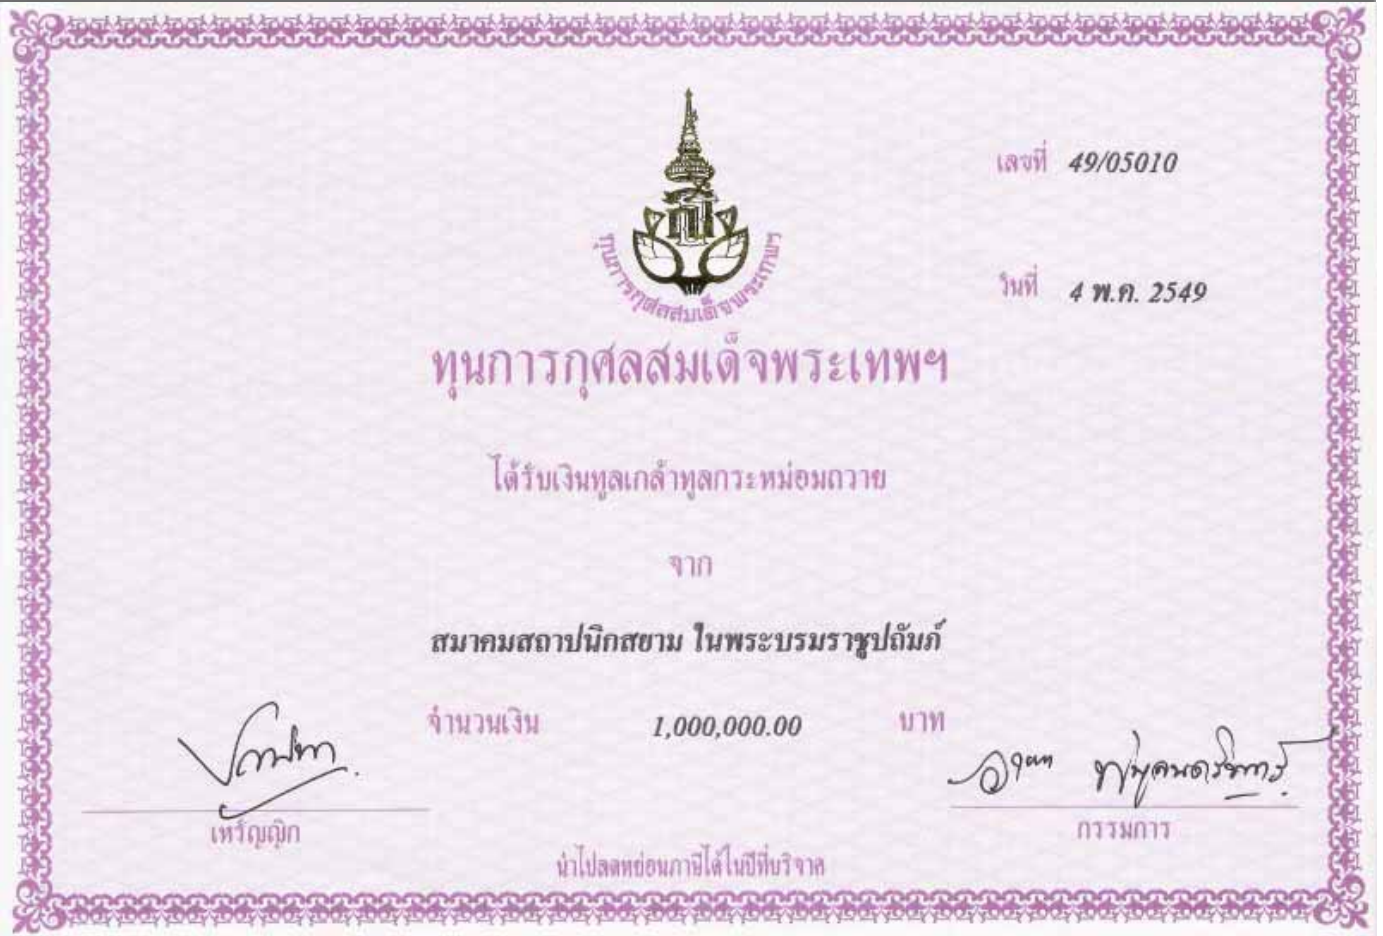 เลขที่ 49/05010
วันที่ 4 พ.ค. 2549
ทุนการกุศลสมเด็จพระเทพฯ
ทุนการกุศลสมเด็จพระเทพฯ
ได้รับเงินทูลเกล้าทูลกระหม่อมถวาย
จาก
สมาคมสถาปนิกสยาม ในพระบรมราชูปถัมภ์
จำนวนเงิน 1,000,000.00 บาท
เหรัญญิก
กรรมการ
นำไปลดหย่อนภาษีได้ในปีที่บริจาค